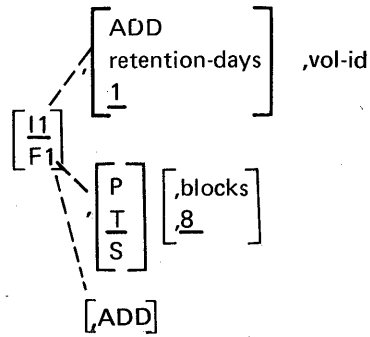 ADD
retention-days ,vol-id
,
1
I1
F1
P ,blocks
,
T ,8
S
[,ADD]